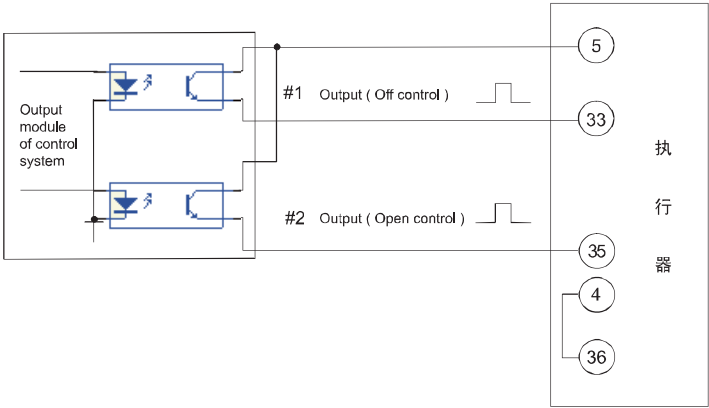 5
#1 Output ( Off control )
33
Output
module
of control
system
执
行
器
#2 Output ( Open control )
35
4
36